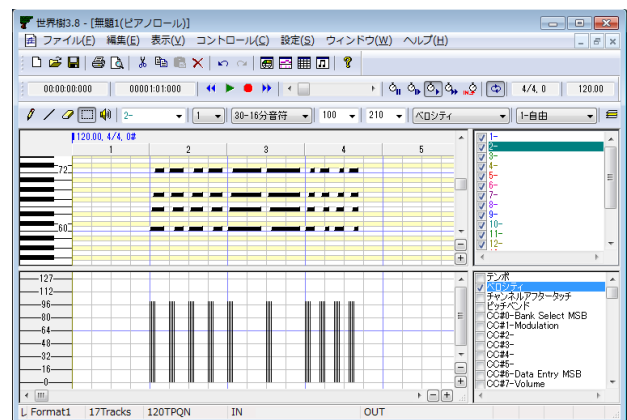 世界樹3.8 - [無題1(ピアノロール)]
ファイル(F) 編集(E) 表示(V) コントロール(C) 設定(S) ウィンドウ(W) ヘルプ(H)
00:00:00:000 00001:01:000 4/4, 0 120.00
2- 1 30-16分音符 100 210 ベロシティ 1-自由
120.00, 4/4, 0#
1 2 3 4 5
72
60
1-
2-
3-
4-
5-
6-
7-
8-
9-
10-
11-
12-
127
112
96
80
64
48
32
16
0
テンポ
ベロシティ
チャンネルアフタータッチ
ピッチベンド
CC#0-Bank Select MSB
CC#1-Modulation
CC#2-
CC#3-
CC#4-
CC#5-
CC#6-Data Entry MSB
CC#7-Volume
Format1 17Tracks 120TPQN IN OUT